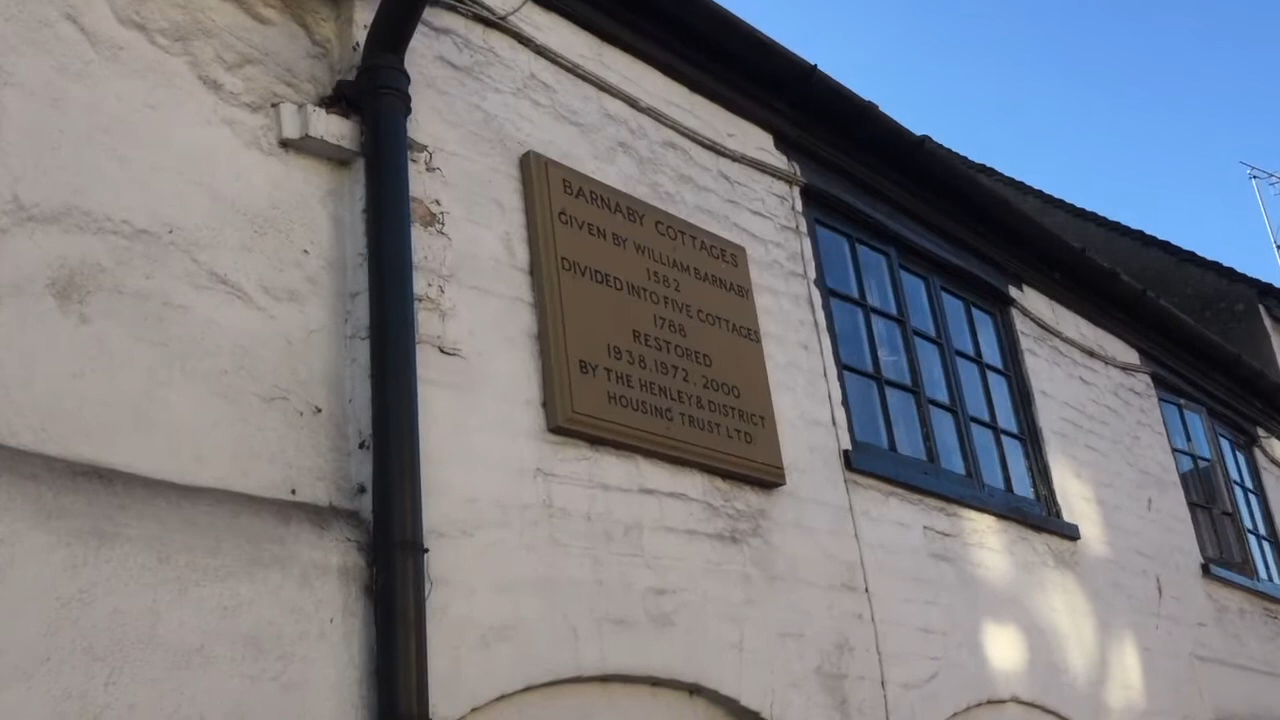 BARNABY COTTAGES
GIVEN BY WILLIAM BARNABY
1582
DIVIDED INTO FIVE COTTAGES
1788
RESTORED
1938, 1972, 2000
BY THE HENLEY & DISTRICT
HOUSING TRUST LTD